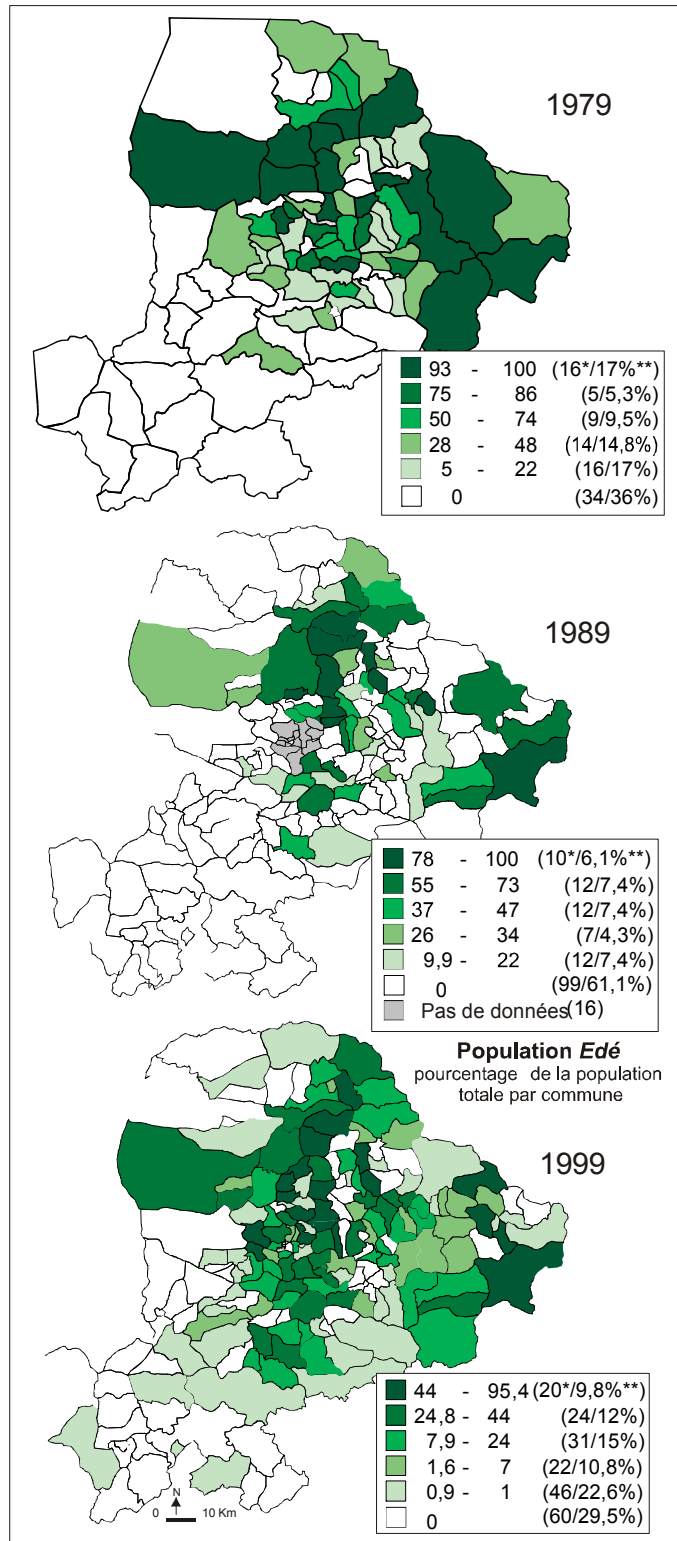 1979
93 - 100 (16*/17%**)
75 - 86 (5/5,3%)
50 - 74 (9/9,5%)
28 - 48 (14/14,8%)
5 - 22 (16/17%)
0 (34/36%)
1989
78 - 100 (10*/6,1%**)
55 - 73 (12/7,4%)
37 - 47 (12/7,4%)
26 - 34 (7/4,3%)
9,9 - 22 (12/7,4%)
0 (99/61,1%)
Pas de données (16)
Population Edé
pourcentage de la population
totale par commune
1999
44 - 95,4 (20*/9,8%**)
24,8 - 44 (24/12%)
7,9 - 24 (31/15%)
1,6 - 7 (22/10,8%)
0,9 - 1 (46/22,6%)
0 (60/29,5%)
N
0 10 Km